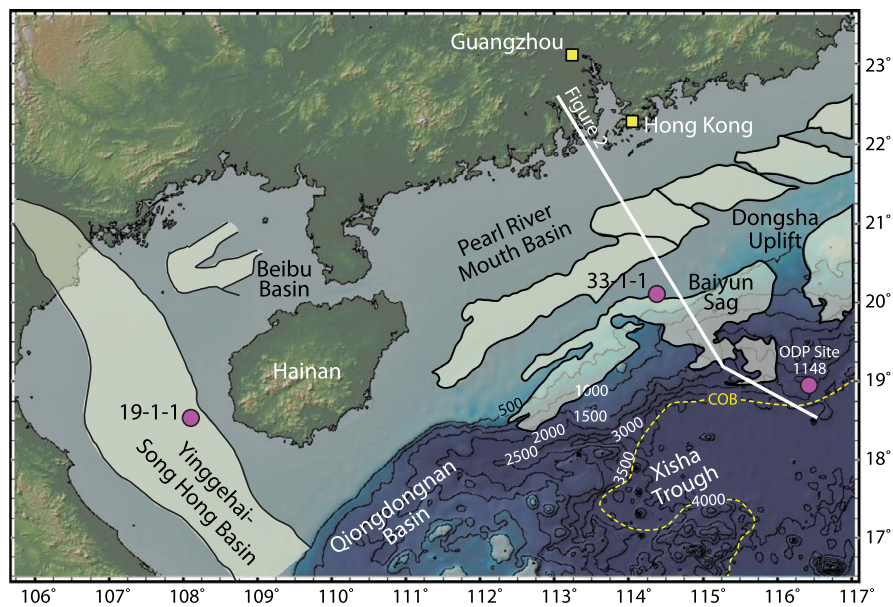 Guangzhou
Figure 2
Hong Kong
23°
22°
21°
20°
19°
18°
17°
Pearl River
Mouth Basin
Dongsha
Uplift
Beibu
Basin
33-1-1
Baiyun
Sag
Hainan
ODP Site
1148
19-1-1
COB
500
1000
1500
2000
2500
3000
3500
4000
Yinggehai-
Song Hong Basin
Qiongdongnan
Basin
Xisha
Trough
106°
107°
108°
109°
110°
111°
112°
113°
114°
115°
116°
117°